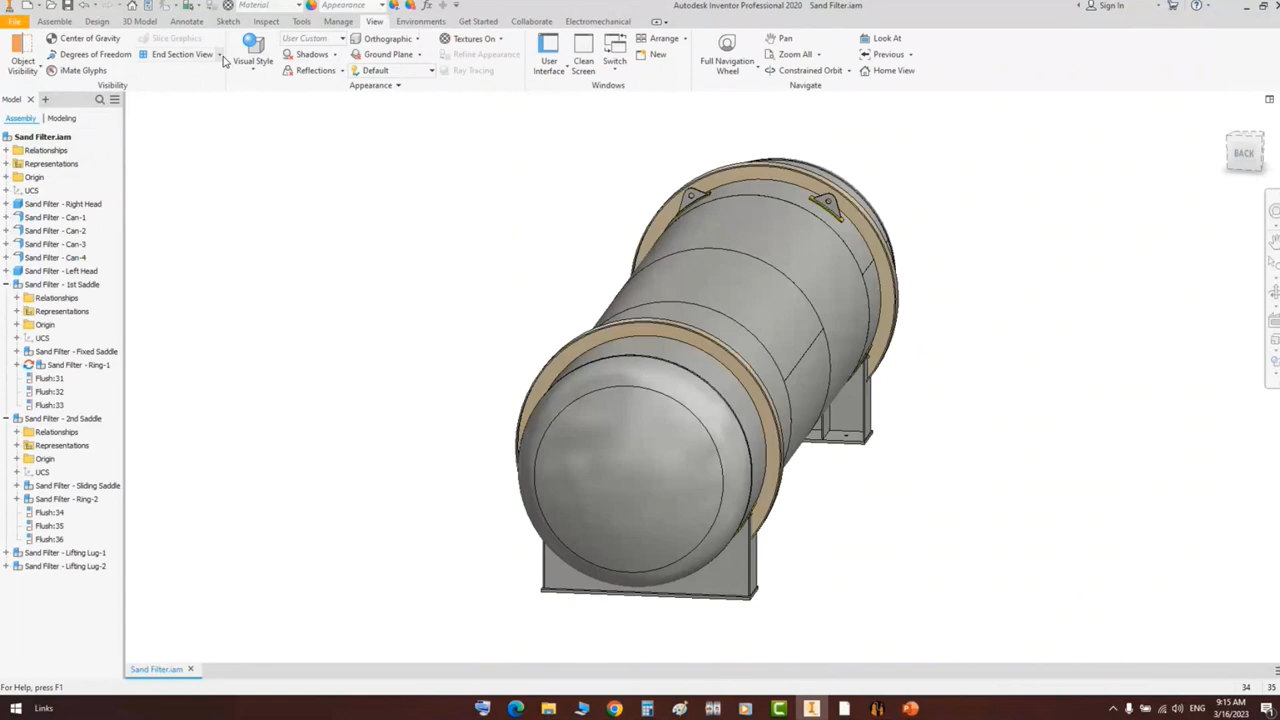 Material
Appearance
Autodesk Inventor Professional 2020 Sand Filter.iam
Sign In
File Assembly Design 3D Model Sketch Inspect Tools Manage View Environments Get Started Collaborate Electromechanical
Object Visibility
Center of Gravity
Degrees of Freedom
iMate Glyphs
Slice Graphics
End Section View
Visibility
Visual Style
User Custom
Shadows
Reflections
Orthographic
Ground Plane
Default
Textures On
Refine Appearance
Ray Tracing
Appearance
User Interface
Clean Screen
Switch
Arrange
New
Windows
Full Navigation Wheel
Pan
Zoom All
Constrained Orbit
Look At
Previous
Home View
Navigate
Model
Assembly Modeling
Sand Filter.iam
Relationships
Representations
Origin
UCS
Sand Filter - Right Head
Sand Filter - Can-1
Sand Filter - Can-2
Sand Filter - Can-3
Sand Filter - Can-4
Sand Filter - Left Head
Sand Filter - 1st Saddle
Relationships
Representations
Origin
UCS
Sand Filter - Fixed Saddle
Sand Filter - Ring-1
Flush:31
Flush:32
Flush:33
Sand Filter - 2nd Saddle
Relationships
Representations
Origin
UCS
Sand Filter - Sliding Saddle
Sand Filter - Ring-2
Flush:34
Flush:35
Flush:36
Sand Filter - Lifting Lug-1
Sand Filter - Lifting Lug-2
BACK
Sand Filter.iam
For Help, press F1
34 35
Links
9:15 AM
3/16/2023